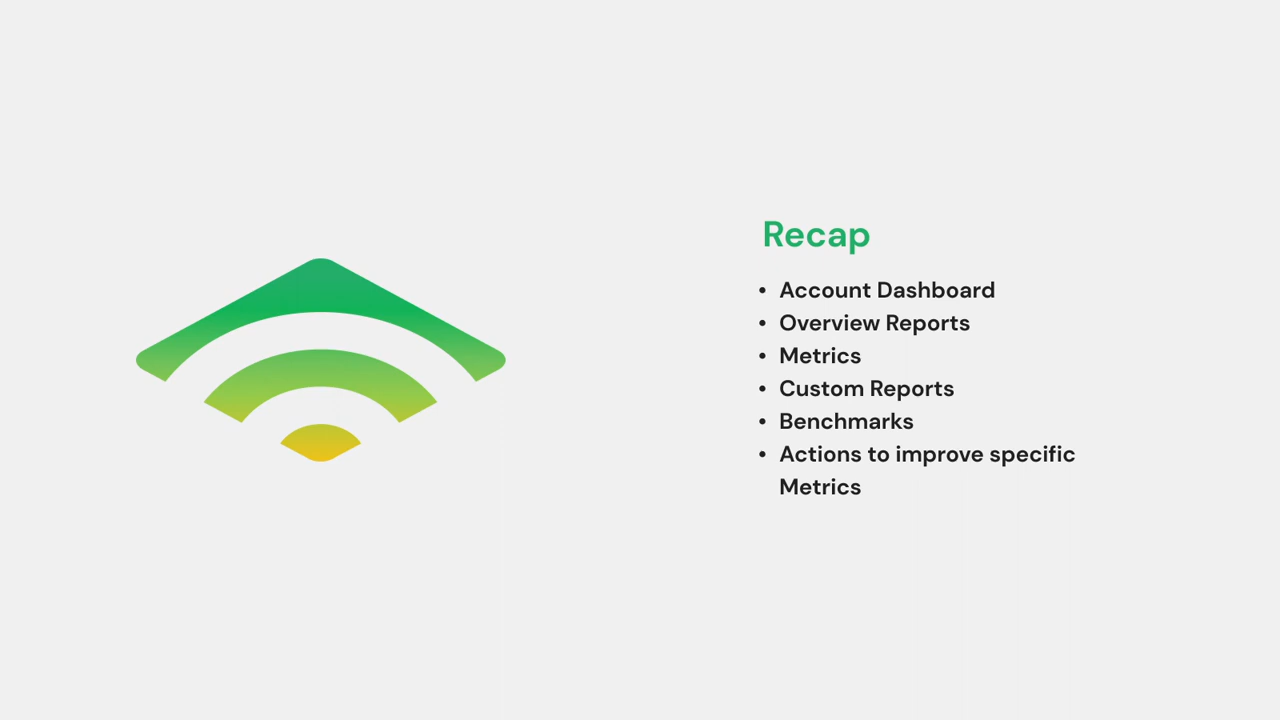 Recap
• Account Dashboard
• Overview Reports
• Metrics
• Custom Reports
• Benchmarks
• Actions to improve specific
Metrics